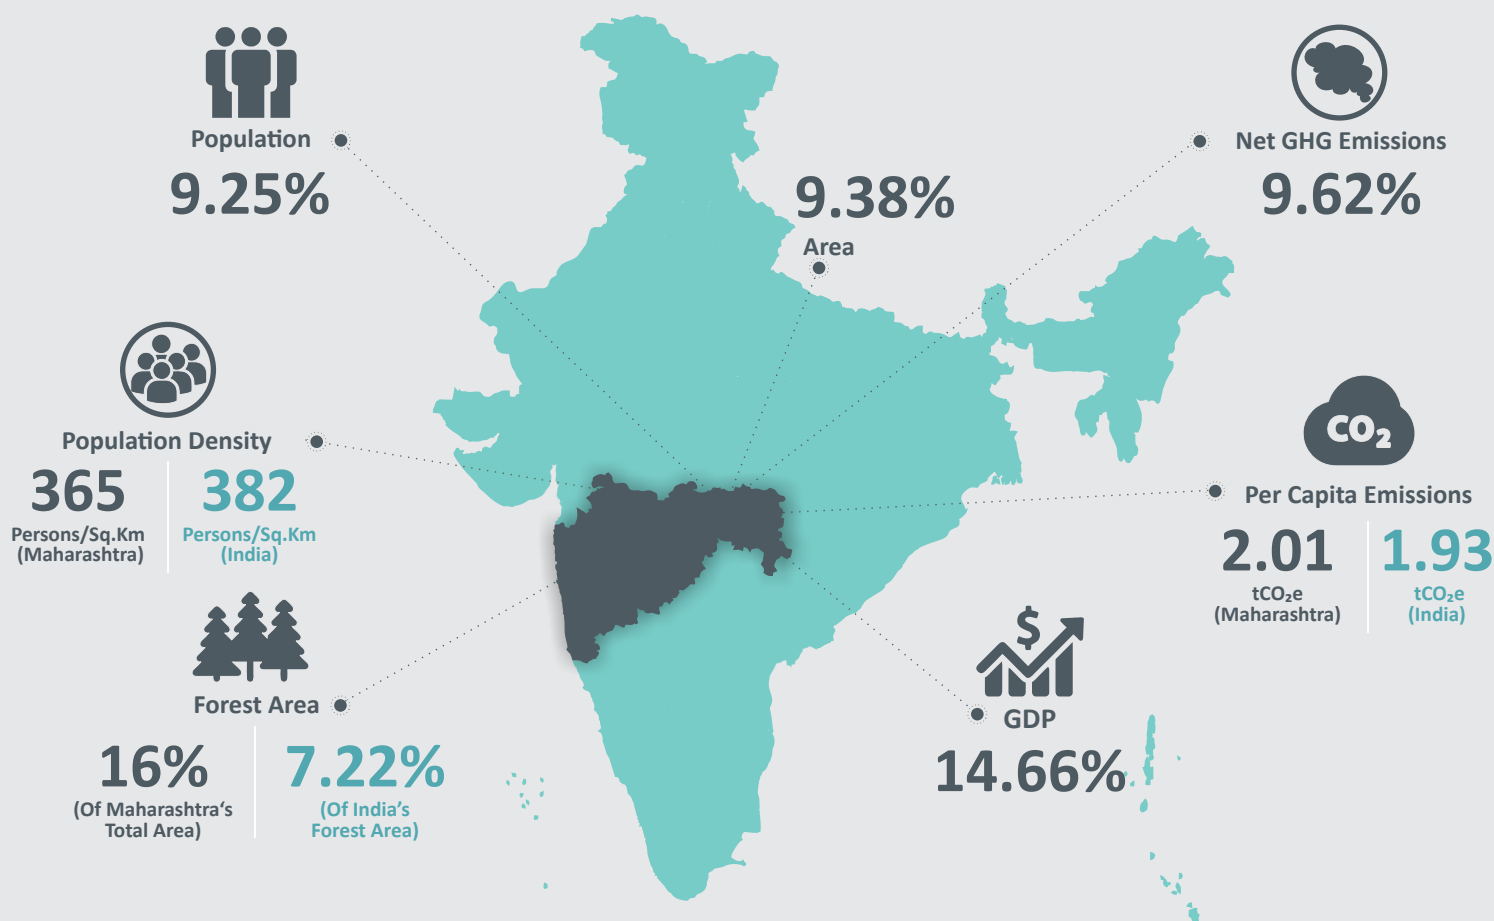 Population
9.25%
9.38%
Area
Net GHG Emissions
9.62%
Population Density
365
Persons/Sq.Km
(Maharashtra)
382
Persons/Sq.Km
(India)
CO₂
Per Capita Emissions
2.01
tCO₂e
(Maharashtra)
1.93
tCO₂e
(India)
Forest Area
16%
(Of Maharashtra‘s
Total Area)
7.22%
(Of India’s
Forest Area)
$
GDP
14.66%